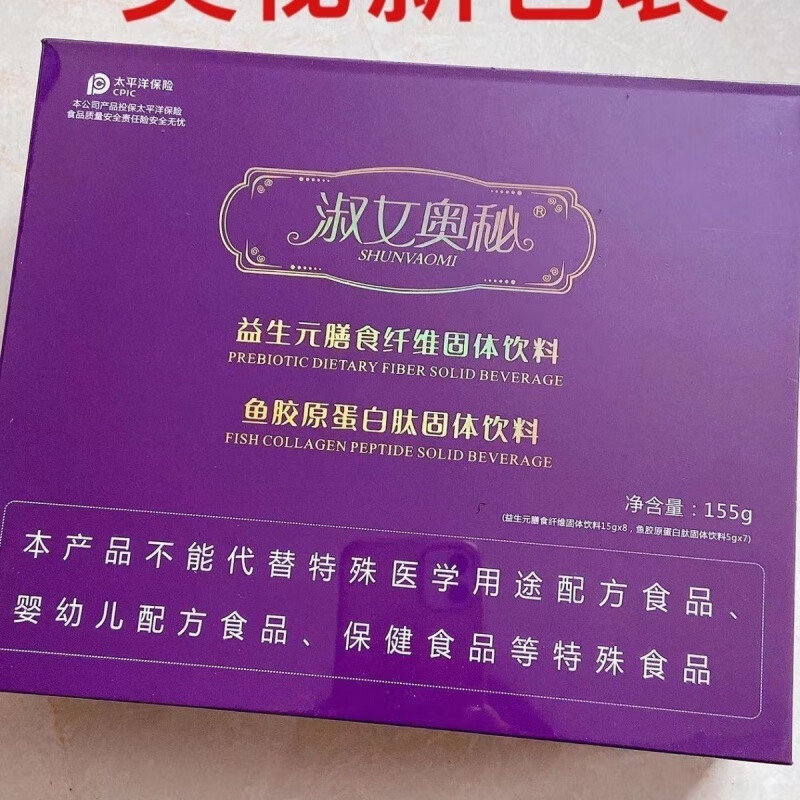 奥秘新包装
太平洋保险
CPIC
本公司产品投保太平洋保险
食品质量安全责任险安全无忧
淑女奥秘®
SHUNVAOMI
益生元膳食纤维固体饮料
PREBIOTIC DIETARY FIBER SOLID BEVERAGE
鱼胶原蛋白肽固体饮料
FISH COLLAGEN PEPTIDE SOLID BEVERAGE
净含量：155g
(益生元膳食纤维固体饮料15gx8，鱼胶原蛋白肽固体饮料5gx7)
本产品不能代替特殊医学用途配方食品、
婴幼儿配方食品、保健食品等特殊食品